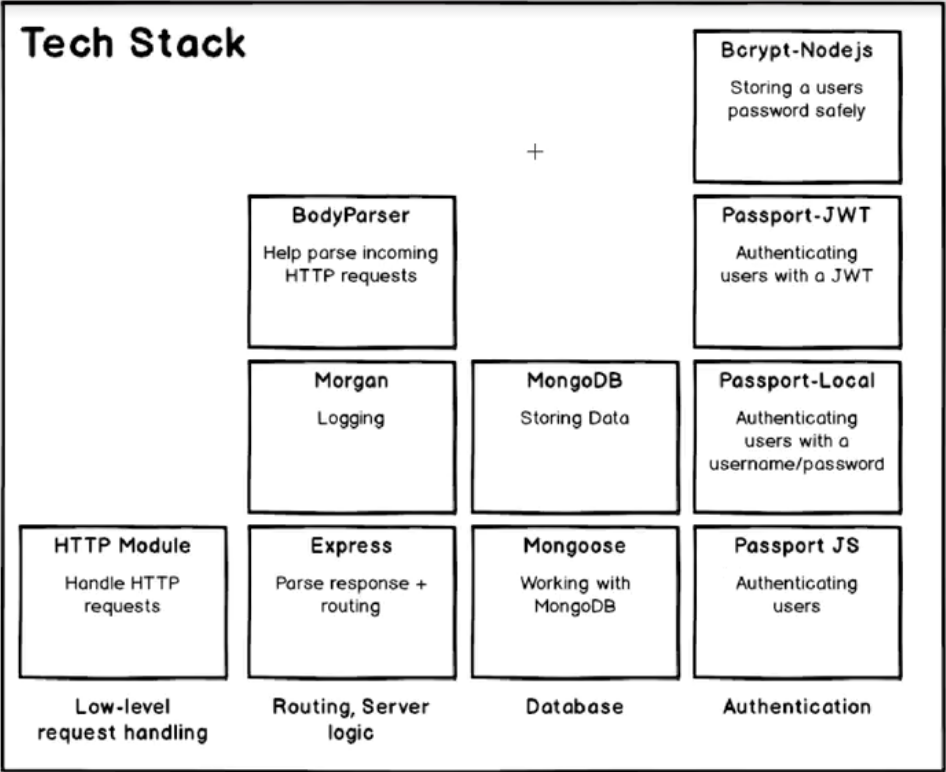 Tech Stack
Bcrypt-Nodejs
Storing a users
password safely
BodyParser
Help parse incoming
HTTP requests
Passport-JWT
Authenticating
users with a JWT
Morgan
Logging
MongoDB
Storing Data
Passport-Local
Authenticating
users with a
username/password
HTTP Module
Handle HTTP
requests
Express
Parse response +
routing
Mongoose
Working with
MongoDB
Passport JS
Authenticating
users
Low-level
request handling
Routing, Server
logic
Database
Authentication